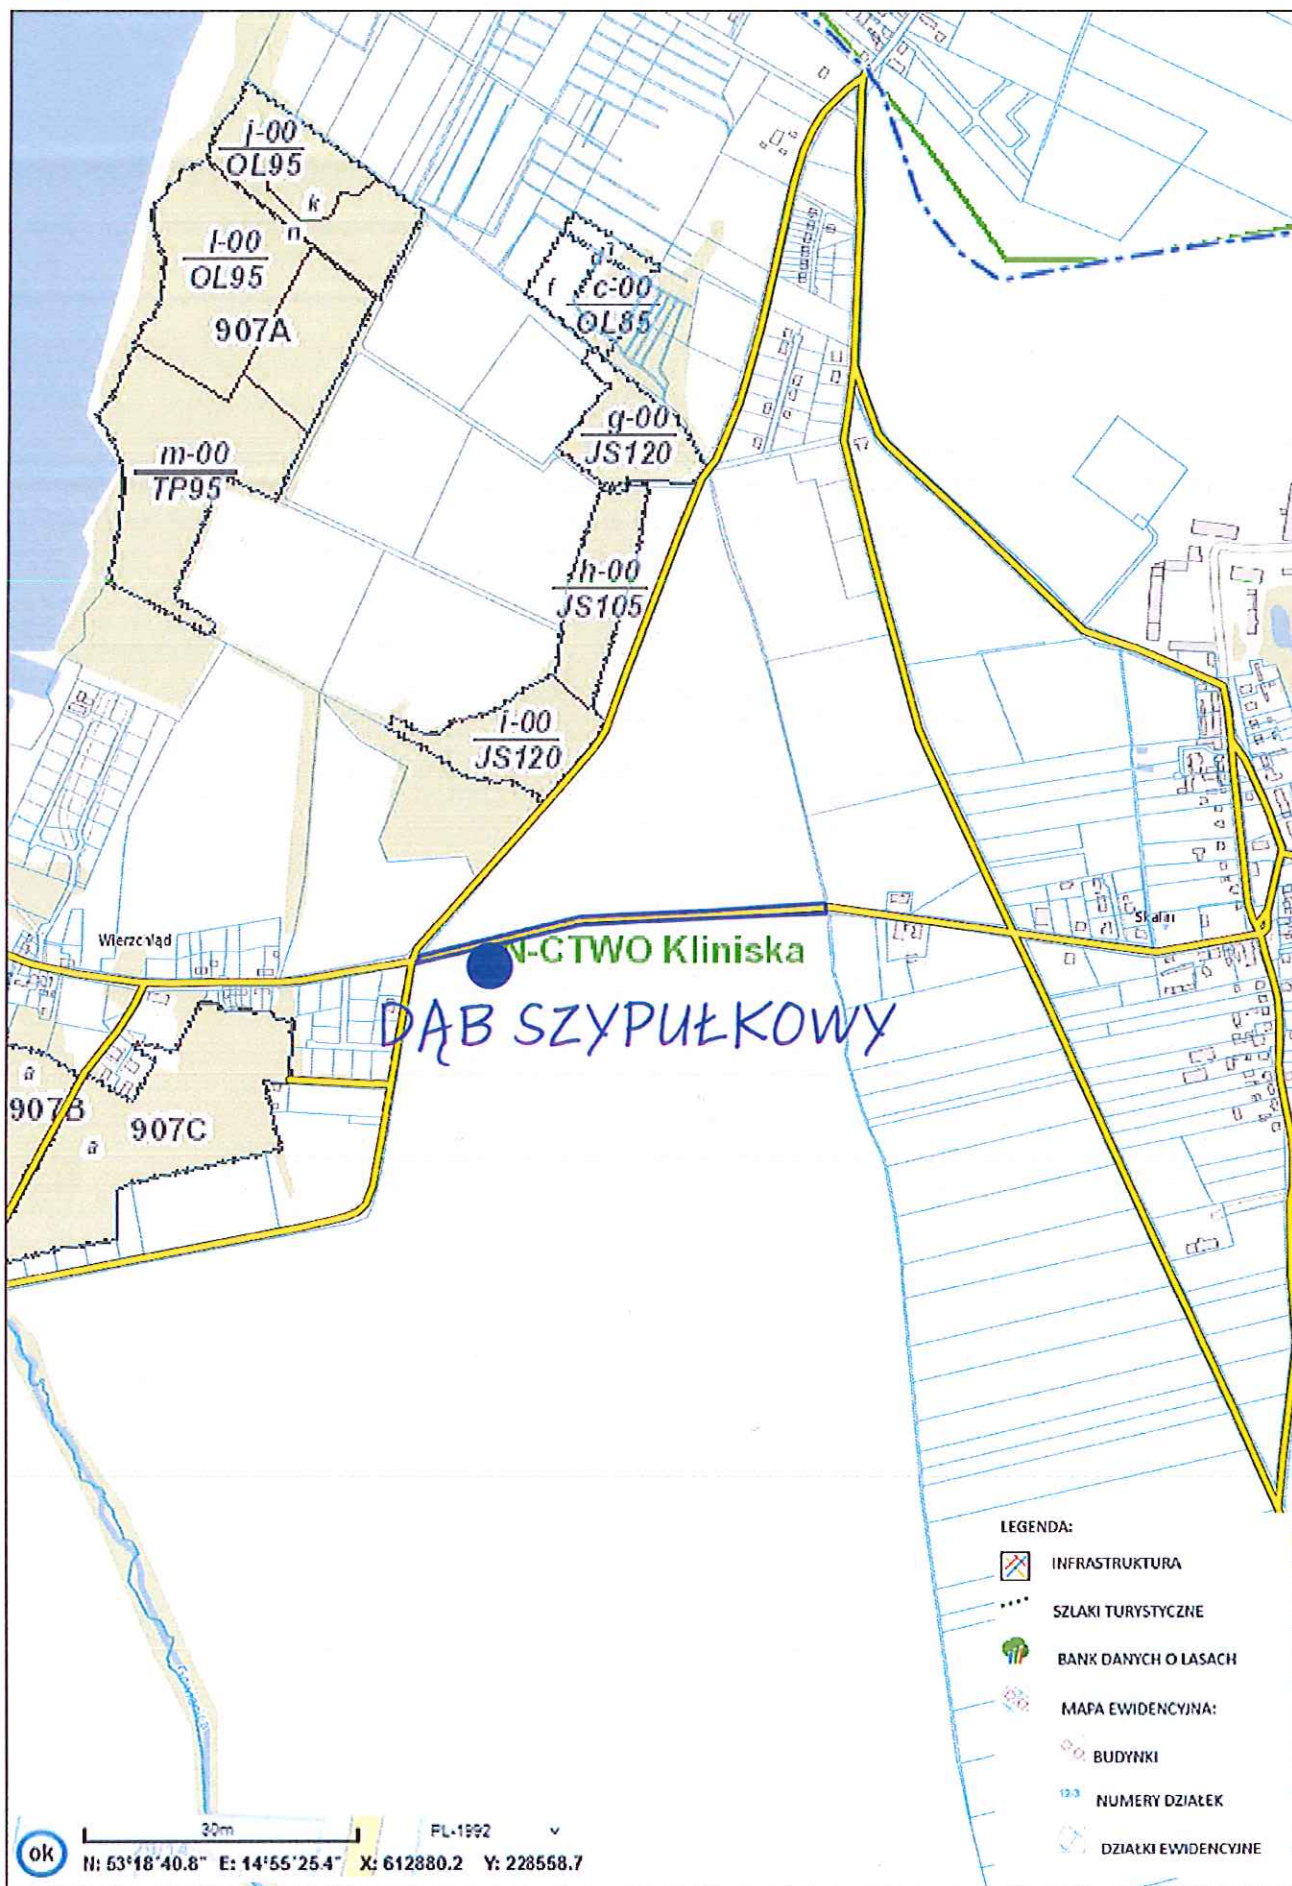 j-00
OL95
k
n
l-00
OL95
907A
d
f
c-00
OL85
g-00
JS120
m-00
TP95
h-00
JS105
i-00
JS120
Wierzchląd
N-CTWO Kliniska
DĄB SZYPUŁKOWY
907B
907C
LEGENDA:
INFRASTRUKTURA
SZLAKI TURYSTYCZNE
BANK DANYCH O LASACH
MAPA EWIDENCYJNA:
BUDYNKI
NUMERY DZIAŁEK
DZIAŁKI EWIDENCYJNE
30m
PL-1992
ok
N: 53°18'40.8" E: 14°55'25.4" X: 612880.2 Y: 228558.7